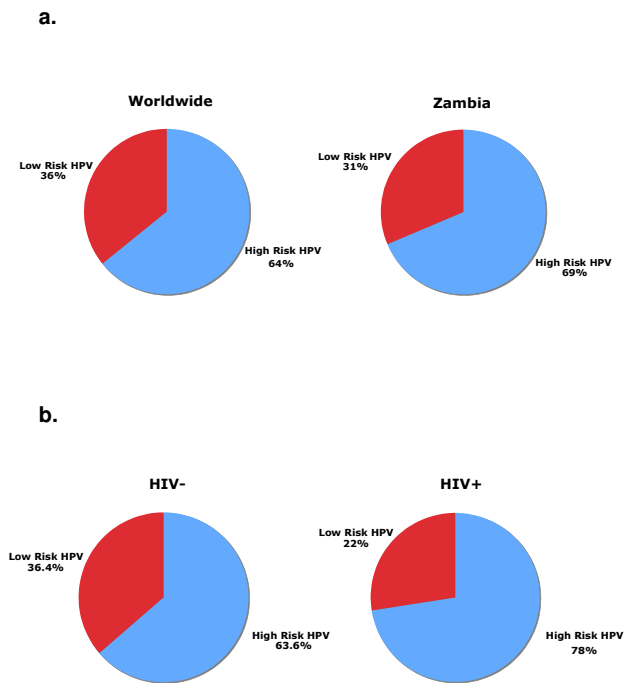 a.
Worldwide
Zambia
Low Risk HPV
36%
High Risk HPV
64%
Low Risk HPV
31%
High Risk HPV
69%
b.
HIV-
HIV+
Low Risk HPV
36.4%
High Risk HPV
63.6%
Low Risk HPV
22%
High Risk HPV
78%